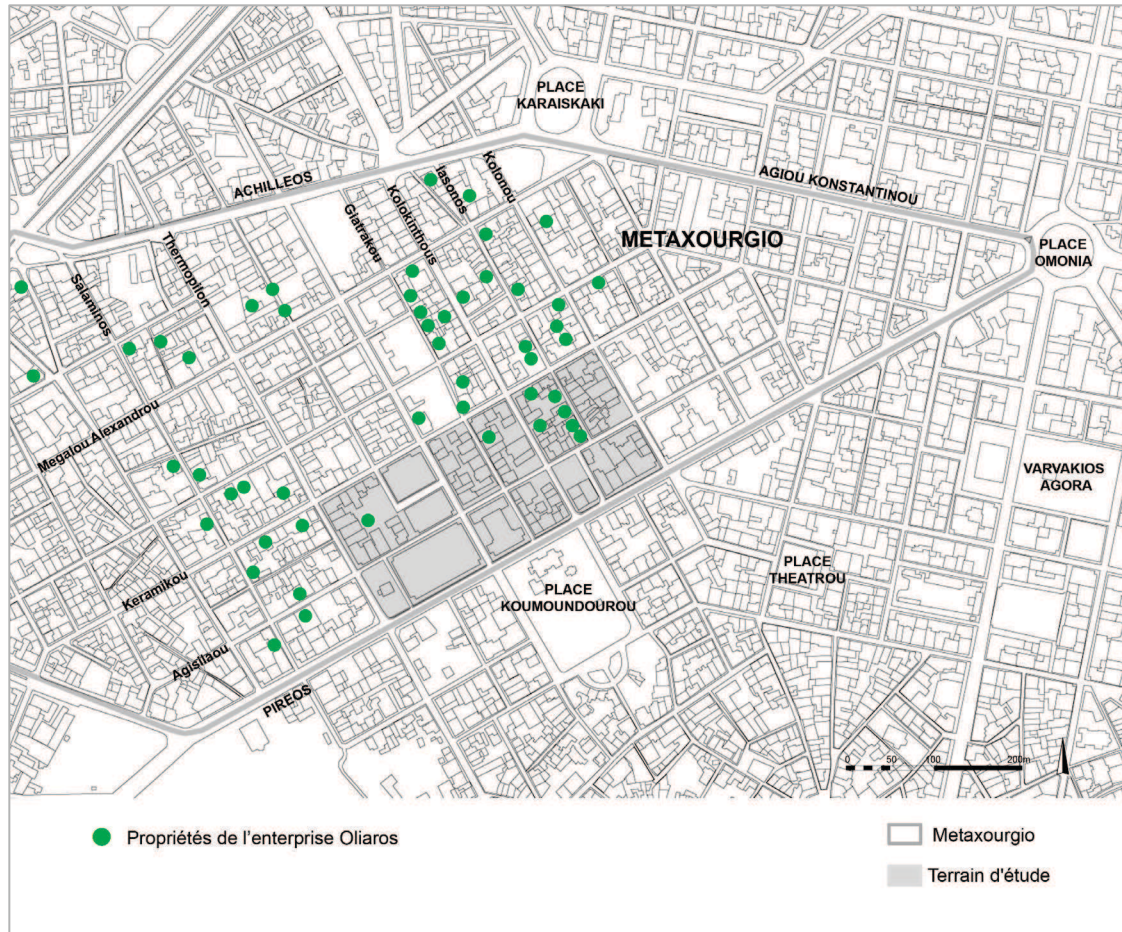 PLACE
KARAISKAKI
ACHILLEOS
Iasonos
Kolonou
AGIOU KONSTANTINOU
Giatrakou
Kolokinthous
METAXOURGIO
PLACE
OMONIA
Thermopilon
Salaminos
Megalou Alexandrou
VARVAKIOS
AGORA
Keramikou
PLACE
THEATROU
PLACE
KOUMOUNDOUROU
Agisilaou
PIREOS
0 50 100 200m
Propriétés de l'enterprise Oliaros
Metaxourgio
Terrain d'étude